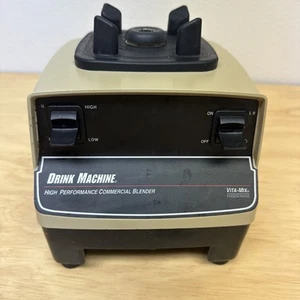 HIGH
LOW
ON
OFF
DRINK MACHINE
HIGH PERFORMANCE COMMERCIAL BLENDER
VITA-MIX